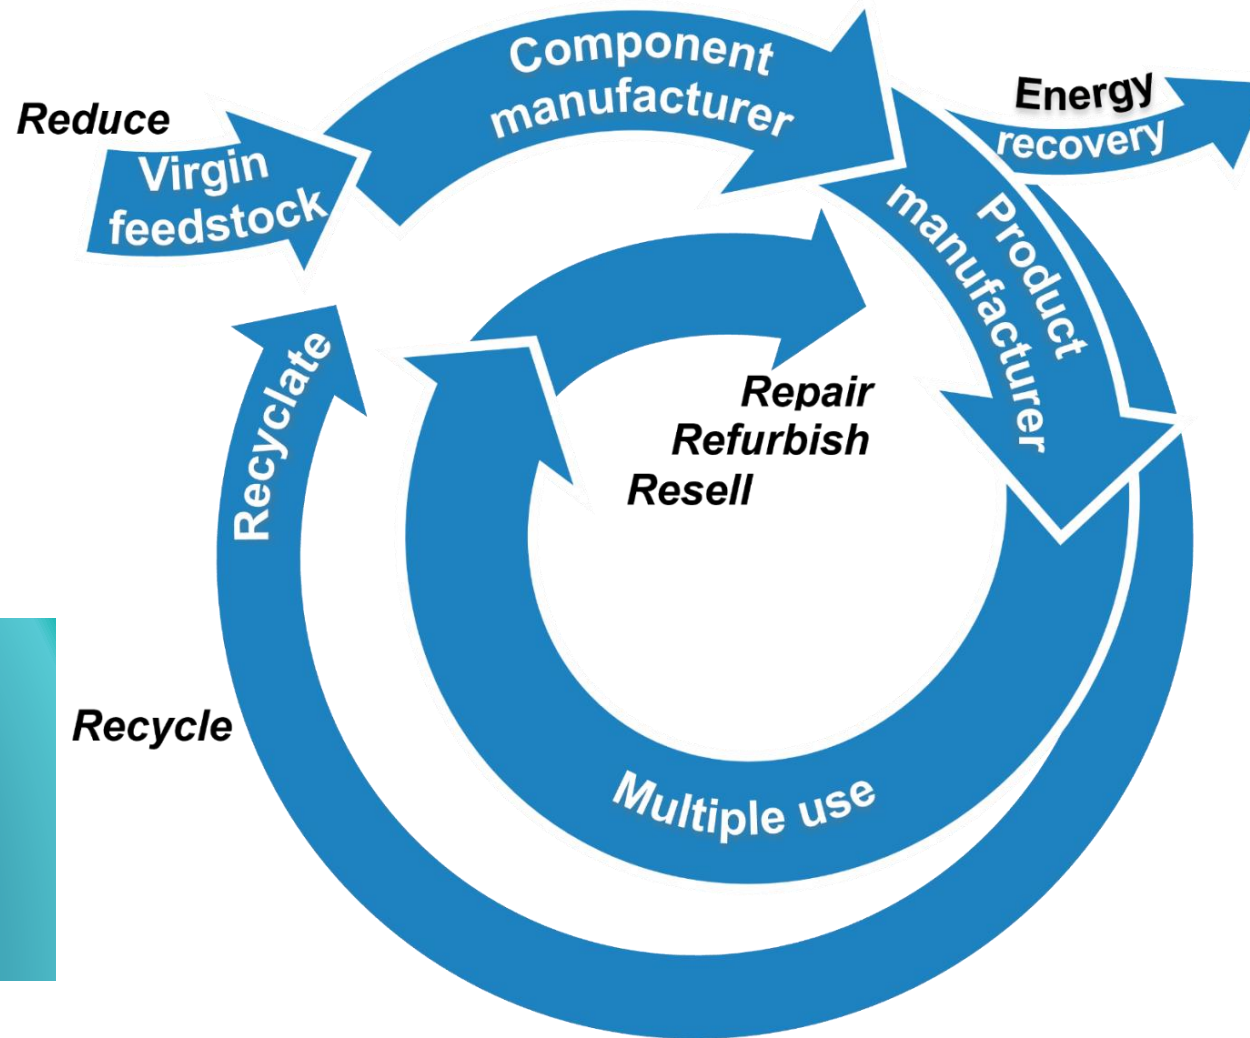 Reduce
Virgin
feedstock
Component
manufacturer
Energy
recovery
Product
manufacturer
Recyclate
Repair
Refurbish
Resell
Recycle
Multiple use